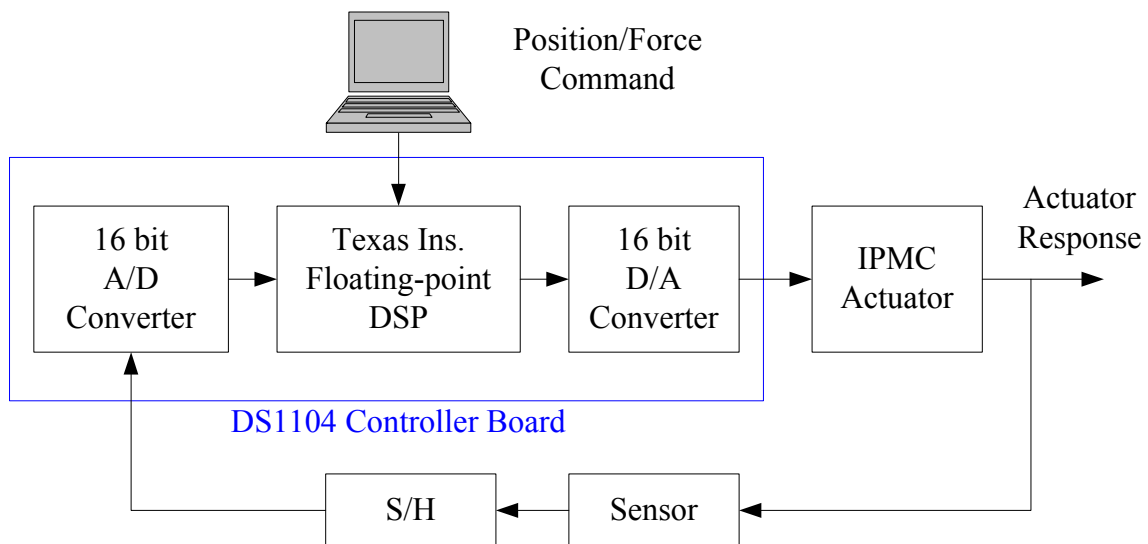 Position/Force
Command
16 bit
A/D
Converter
Texas Ins.
Floating-point
DSP
16 bit
D/A
Converter
IPMC
Actuator
Actuator
Response
DS1104 Controller Board
S/H
Sensor